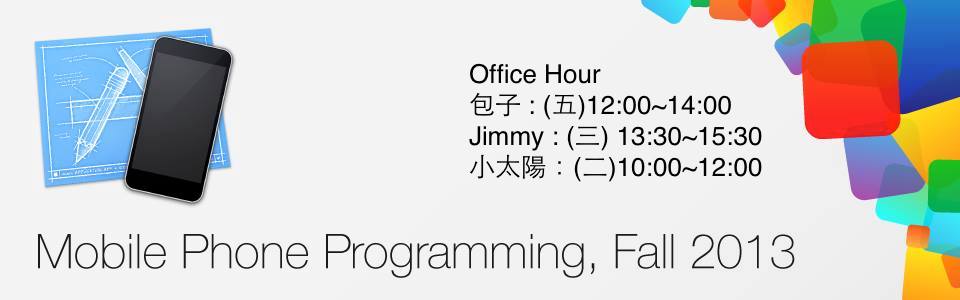 Office Hour
包子 : (五)12:00~14:00
Jimmy : (三) 13:30~15:30
小太陽：(二)10:00~12:00
Mobile Phone Programming, Fall 2013